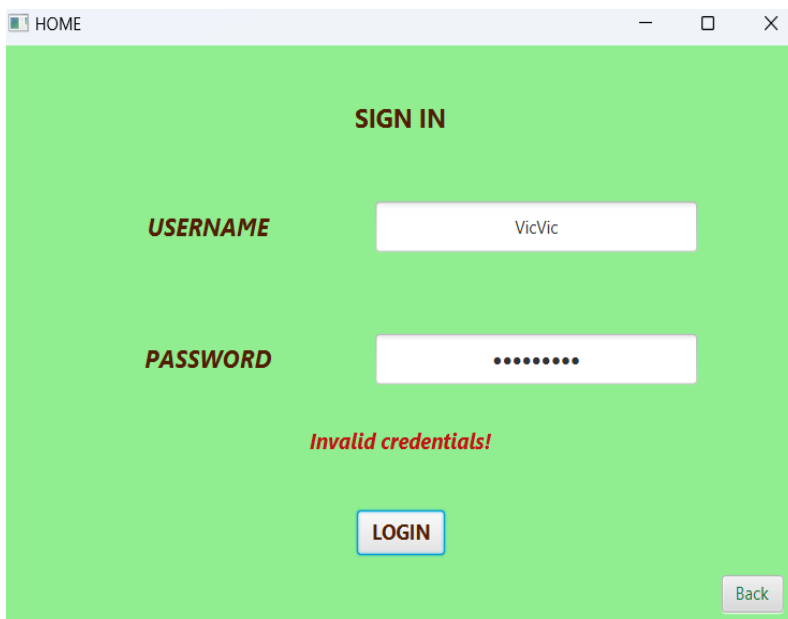 HOME
SIGN IN
USERNAME VicVic
PASSWORD •••••••••
Invalid credentials!
LOGIN
Back